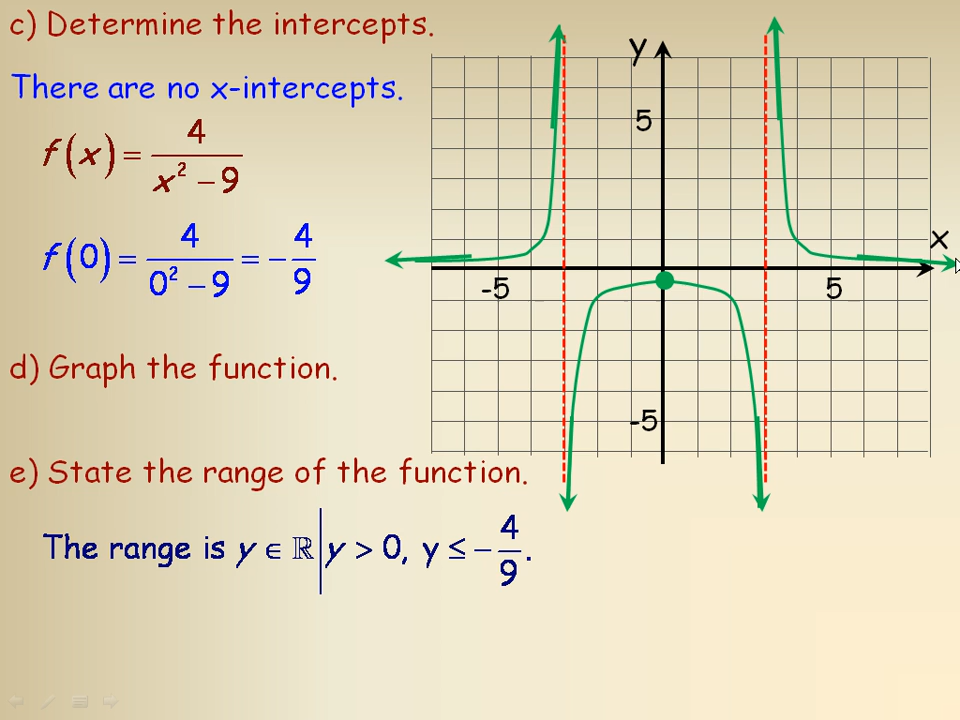 c) Determine the intercepts.
There are no x-intercepts.
f(x) = 4/(x² − 9)
f(0) = 4/(0² − 9) = − 4/9
d) Graph the function.
e) State the range of the function.
The range is y ∈ ℝ | y > 0, y ≤ − 4/9.
y
5
x
-5
5
-5